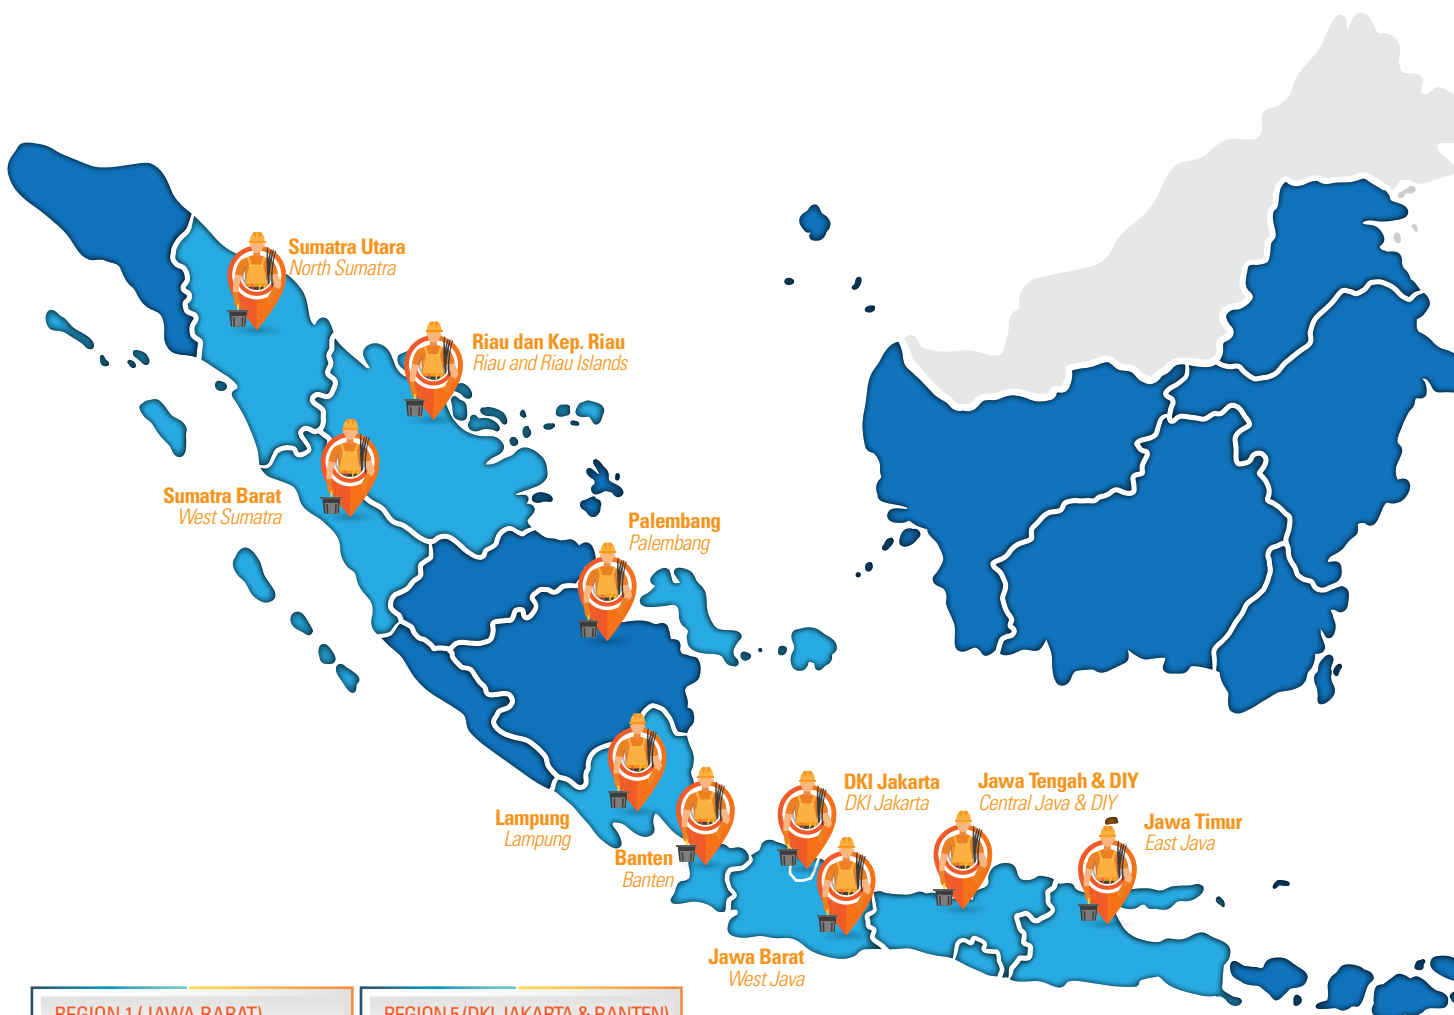 Sumatra Utara
North Sumatra
Riau dan Kep. Riau
Riau and Riau Islands
Sumatra Barat
West Sumatra
Palembang
Palembang
Lampung
Lampung
Banten
Banten
DKI Jakarta
DKI Jakarta
Jawa Tengah & DIY
Central Java & DIY
Jawa Timur
East Java
Jawa Barat
West Java
REGION 1 (JAWA BARAT)
REGION 5 (DKI JAKARTA & BANTEN)